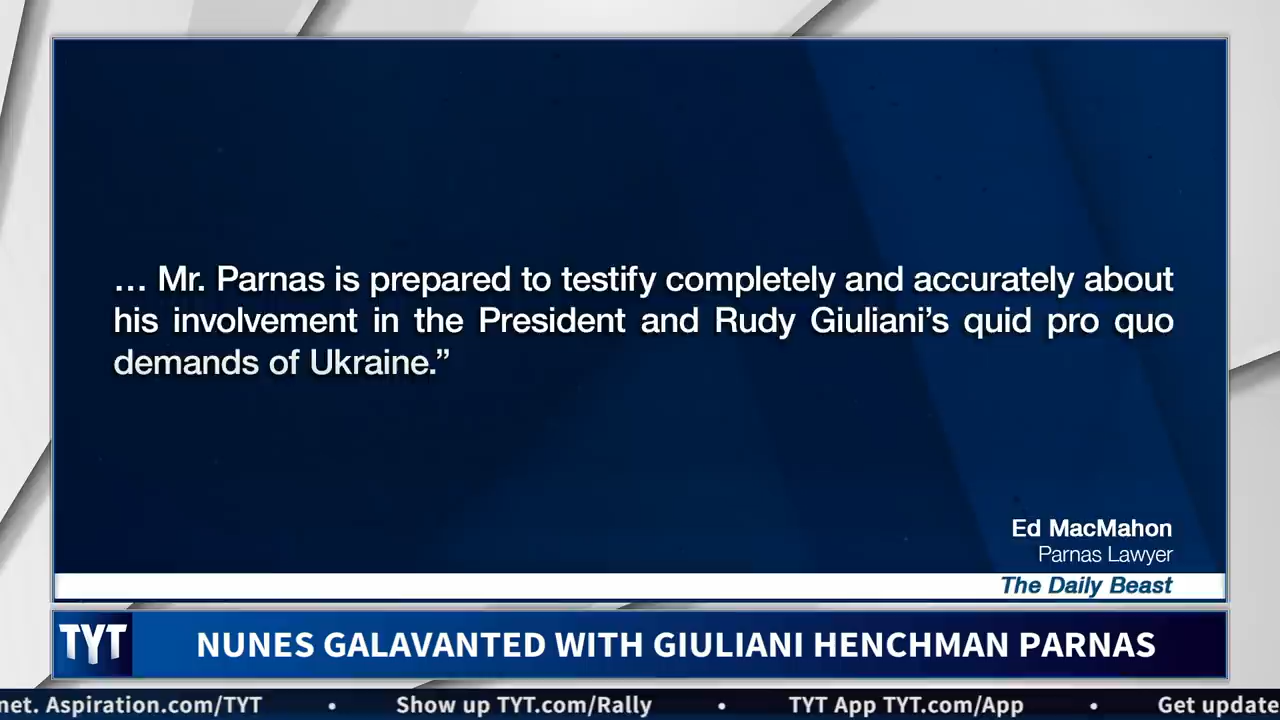 … Mr. Parnas is prepared to testify completely and accurately about
his involvement in the President and Rudy Giuliani’s quid pro quo
demands of Ukraine.”
Ed MacMahon
Parnas Lawyer
The Daily Beast
TYT NUNES GALAVANTED WITH GIULIANI HENCHMAN PARNAS
net. Aspiration.com/TYT • Show up TYT.com/Rally • TYT App TYT.com/App • Get update